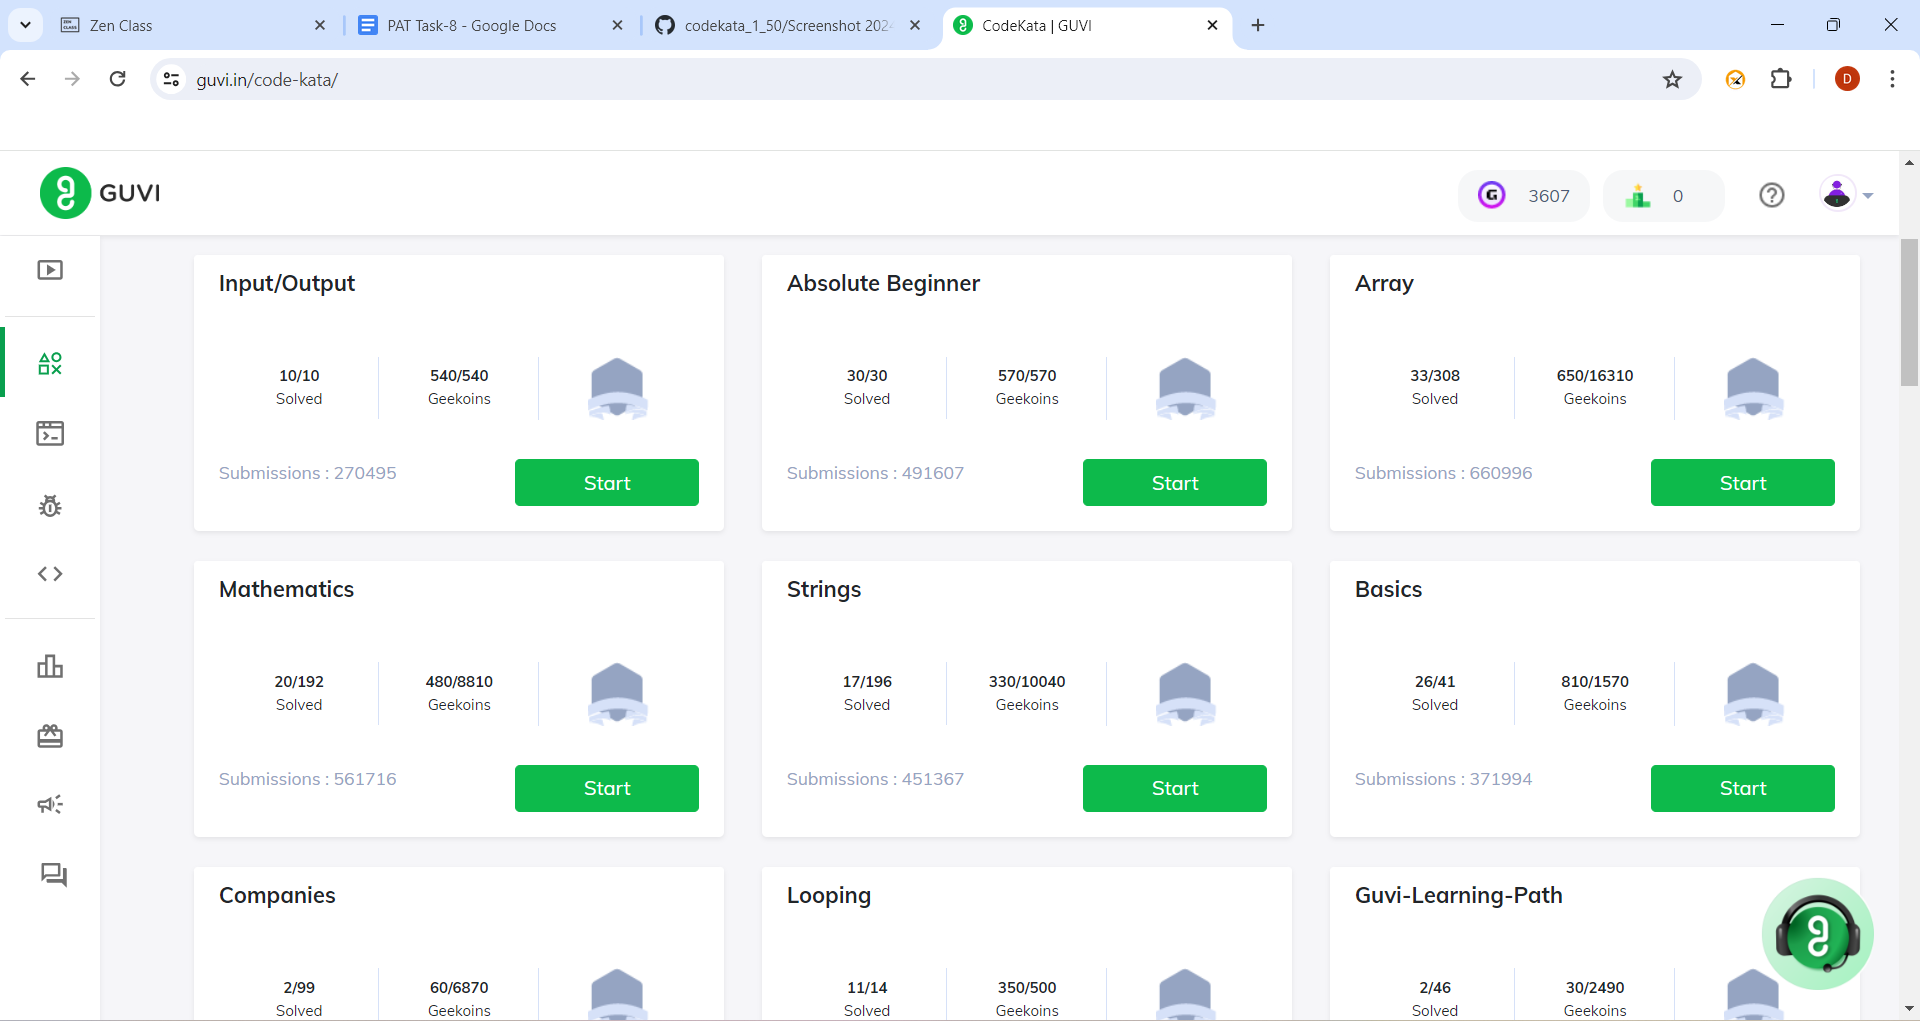 Zen Class
PAT Task-8 - Google Docs
codekata_1_50/Screenshot 202
CodeKata | GUVI
guvi.in/code-kata/
D
GUVI
G
3607
0
Input/Output
10/10
Solved
540/540
Geekoins
Submissions : 270495
Start
Absolute Beginner
30/30
Solved
570/570
Geekoins
Submissions : 491607
Start
Array
33/308
Solved
650/16310
Geekoins
Submissions : 660996
Start
Mathematics
20/192
Solved
480/8810
Geekoins
Submissions : 561716
Start
Strings
17/196
Solved
330/10040
Geekoins
Submissions : 451367
Start
Basics
26/41
Solved
810/1570
Geekoins
Submissions : 371994
Start
Companies
2/99
Solved
60/6870
Geekoins
Looping
11/14
Solved
350/500
Geekoins
Guvi-Learning-Path
2/46
Solved
30/2490
Geekoins